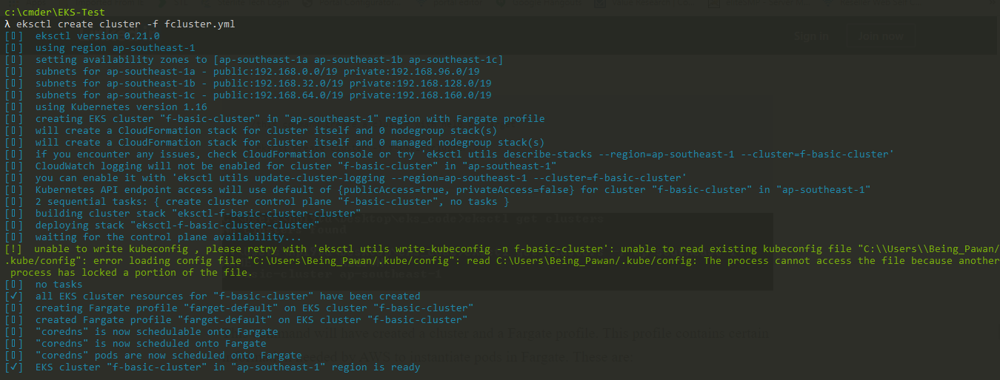 c:\cmder\EKS-Test
λ eksctl create cluster -f fcluster.yml
[▯]  eksctl version 0.21.0
[▯]  using region ap-southeast-1
[▯]  setting availability zones to [ap-southeast-1a ap-southeast-1b ap-southeast-1c]
[▯]  subnets for ap-southeast-1a - public:192.168.0.0/19 private:192.168.96.0/19
[▯]  subnets for ap-southeast-1b - public:192.168.32.0/19 private:192.168.128.0/19
[▯]  subnets for ap-southeast-1c - public:192.168.64.0/19 private:192.168.160.0/19
[▯]  using Kubernetes version 1.16
[▯]  creating EKS cluster "f-basic-cluster" in "ap-southeast-1" region with Fargate profile
[▯]  will create a CloudFormation stack for cluster itself and 0 nodegroup stack(s)
[▯]  will create a CloudFormation stack for cluster itself and 0 managed nodegroup stack(s)
[▯]  if you encounter any issues, check CloudFormation console or try 'eksctl utils describe-stacks --region=ap-southeast-1 --cluster=f-basic-cluster'
[▯]  CloudWatch logging will not be enabled for cluster "f-basic-cluster" in "ap-southeast-1"
[▯]  you can enable it with 'eksctl utils update-cluster-logging --region=ap-southeast-1 --cluster=f-basic-cluster'
[▯]  Kubernetes API endpoint access will use default of {publicAccess=true, privateAccess=false} for cluster "f-basic-cluster" in "ap-southeast-1"
[▯]  2 sequential tasks: { create cluster control plane "f-basic-cluster", no tasks }
[▯]  building cluster stack "eksctl-f-basic-cluster-cluster"
[▯]  deploying stack "eksctl-f-basic-cluster-cluster"
[▯]  waiting for the control plane availability...
[!]  unable to write kubeconfig , please retry with 'eksctl utils write-kubeconfig -n f-basic-cluster': unable to read existing kubeconfig file "C:\\Users\\Being_Pawan/
.kube/config": error loading config file "C:\Users\Being_Pawan/.kube/config": read C:\Users\Being_Pawan/.kube/config: The process cannot access the file because another
 process has locked a portion of the file.
[▯]  no tasks
[✓]  all EKS cluster resources for "f-basic-cluster" have been created
[▯]  creating Fargate profile "farget-default" on EKS cluster "f-basic-cluster"
[▯]  created Fargate profile "farget-default" on EKS cluster "f-basic-cluster"
[▯]  "coredns" is now schedulable onto Fargate
[▯]  "coredns" is now scheduled onto Fargate
[▯]  "coredns" pods are now scheduled onto Fargate
[✓]  EKS cluster "f-basic-cluster" in "ap-southeast-1" region is ready